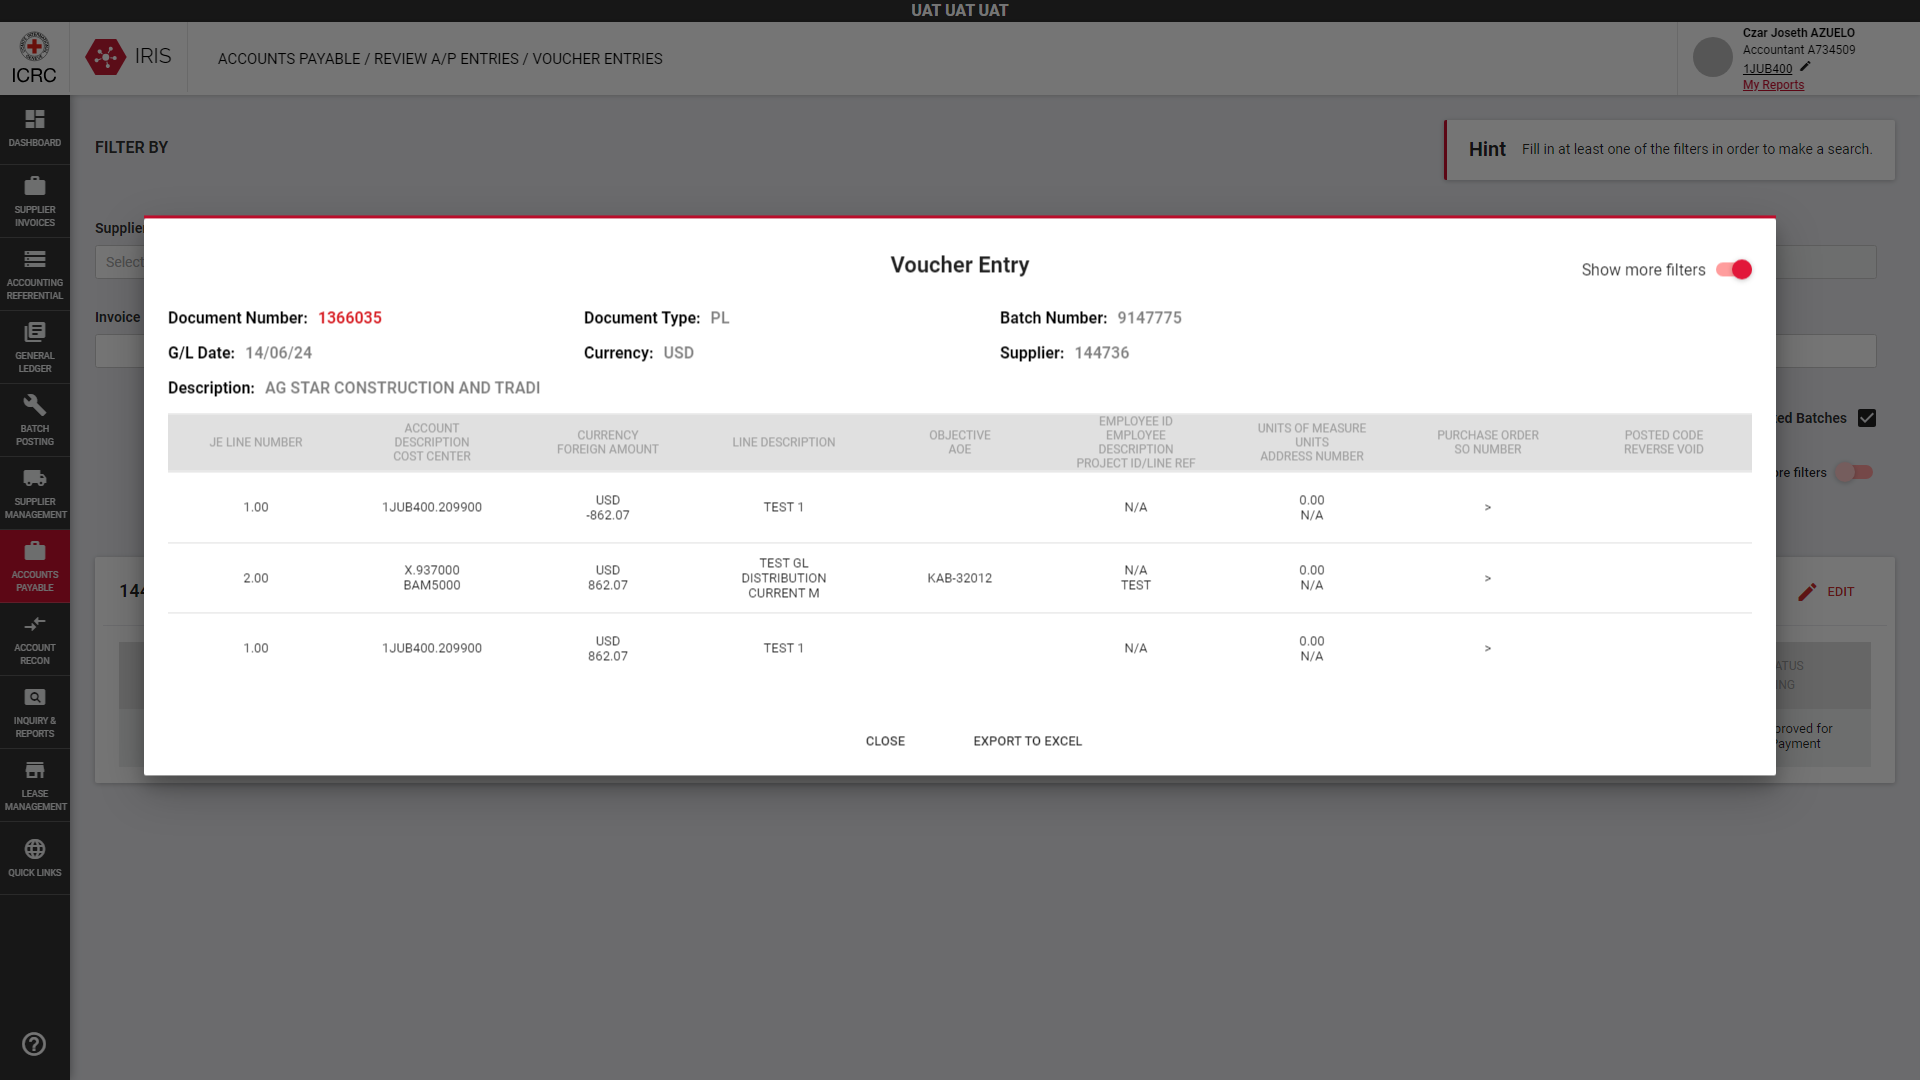 UAT UAT UAT
ICRC
IRIS
ACCOUNTS PAYABLE / REVIEW A/P ENTRIES / VOUCHER ENTRIES
Czar Joseth AZUELO
Accountant A734509
1JUB400
My Reports
DASHBOARD
SUPPLIER
INVOICES
ACCOUNTING
REFERENTIAL
GENERAL
LEDGER
BATCH
POSTING
SUPPLIER
MANAGEMENT
ACCOUNTS
PAYABLE
ACCOUNT
RECON
INQUIRY &
REPORTS
LEASE
MANAGEMENT
QUICK LINKS
FILTER BY
Hint Fill in at least one of the filters in order to make a search.
Supplie
Select
Invoice
ed Batches
re filters
144
EDIT
ATUS
ING
proved for
Payment
Voucher Entry
Show more filters
Document Number: 1366035 Document Type: PL Batch Number: 9147775
G/L Date: 14/06/24 Currency: USD Supplier: 144736
Description: AG STAR CONSTRUCTION AND TRADI
JE LINE NUMBER
ACCOUNT
DESCRIPTION
COST CENTER
CURRENCY
FOREIGN AMOUNT
LINE DESCRIPTION
OBJECTIVE
AOE
EMPLOYEE ID
EMPLOYEE
DESCRIPTION
PROJECT ID/LINE REF
UNITS OF MEASURE
UNITS
ADDRESS NUMBER
PURCHASE ORDER
SO NUMBER
POSTED CODE
REVERSE VOID
1.00
1JUB400.209900
USD
-862.07
TEST 1
N/A
0.00
N/A
>
2.00
X.937000
BAM5000
USD
862.07
TEST GL
DISTRIBUTION
CURRENT M
KAB-32012
N/A
TEST
0.00
N/A
>
1.00
1JUB400.209900
USD
862.07
TEST 1
N/A
0.00
N/A
>
CLOSE
EXPORT TO EXCEL